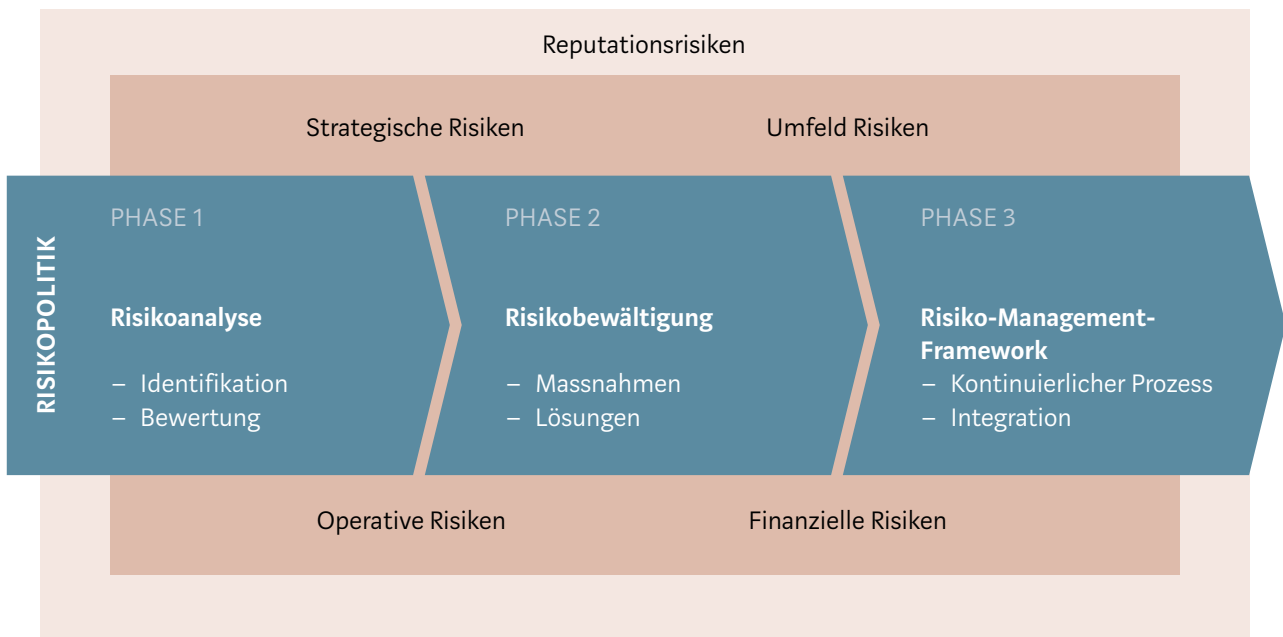 Reputationsrisiken
Strategische Risiken
Umfeld Risiken
RISIKOPOLITIK
PHASE 1
Risikoanalyse
– Identifikation
– Bewertung
PHASE 2
Risikobewältigung
– Massnahmen
– Lösungen
PHASE 3
Risiko-Management-
Framework
– Kontinuierlicher Prozess
– Integration
Operative Risiken
Finanzielle Risiken